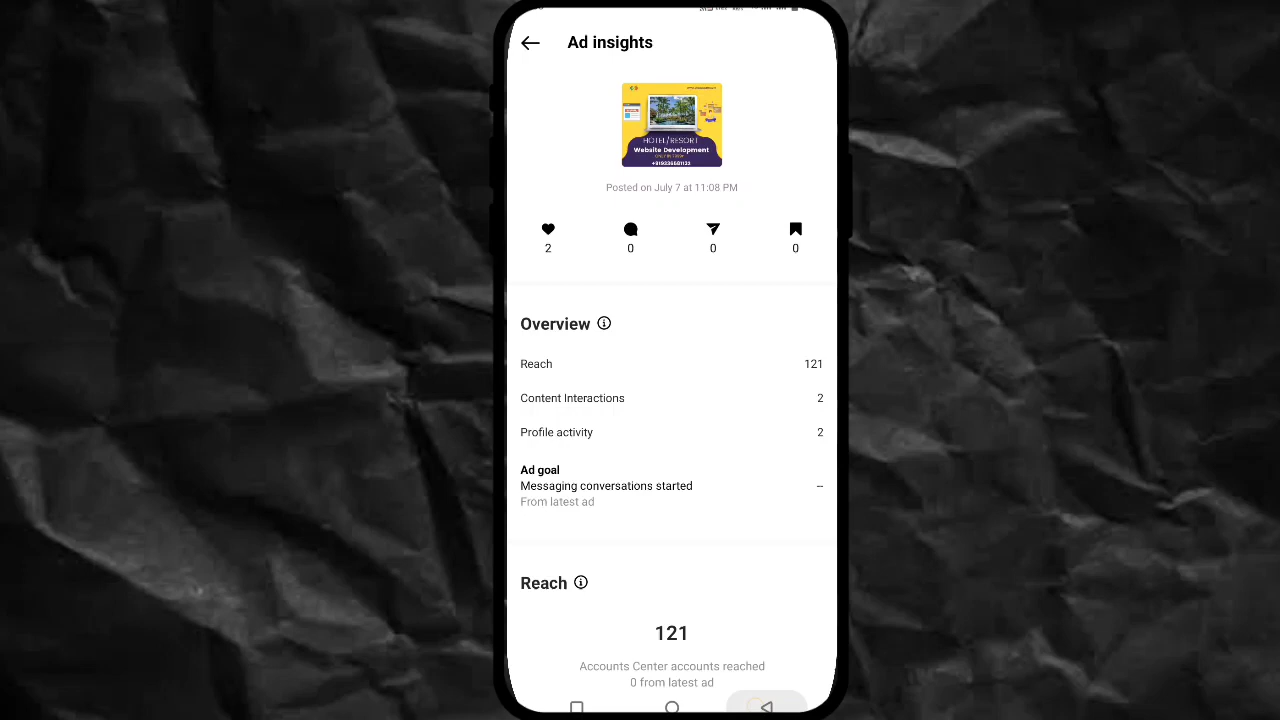 Ad insights
HOTEL/RESORT
Website Development
Posted on July 7 at 11:08 PM
2
0
0
0
Overview
Reach
121
Content Interactions
2
Profile activity
2
Ad goal
Messaging conversations started
--
From latest ad
Reach
121
Accounts Center accounts reached
0 from latest ad